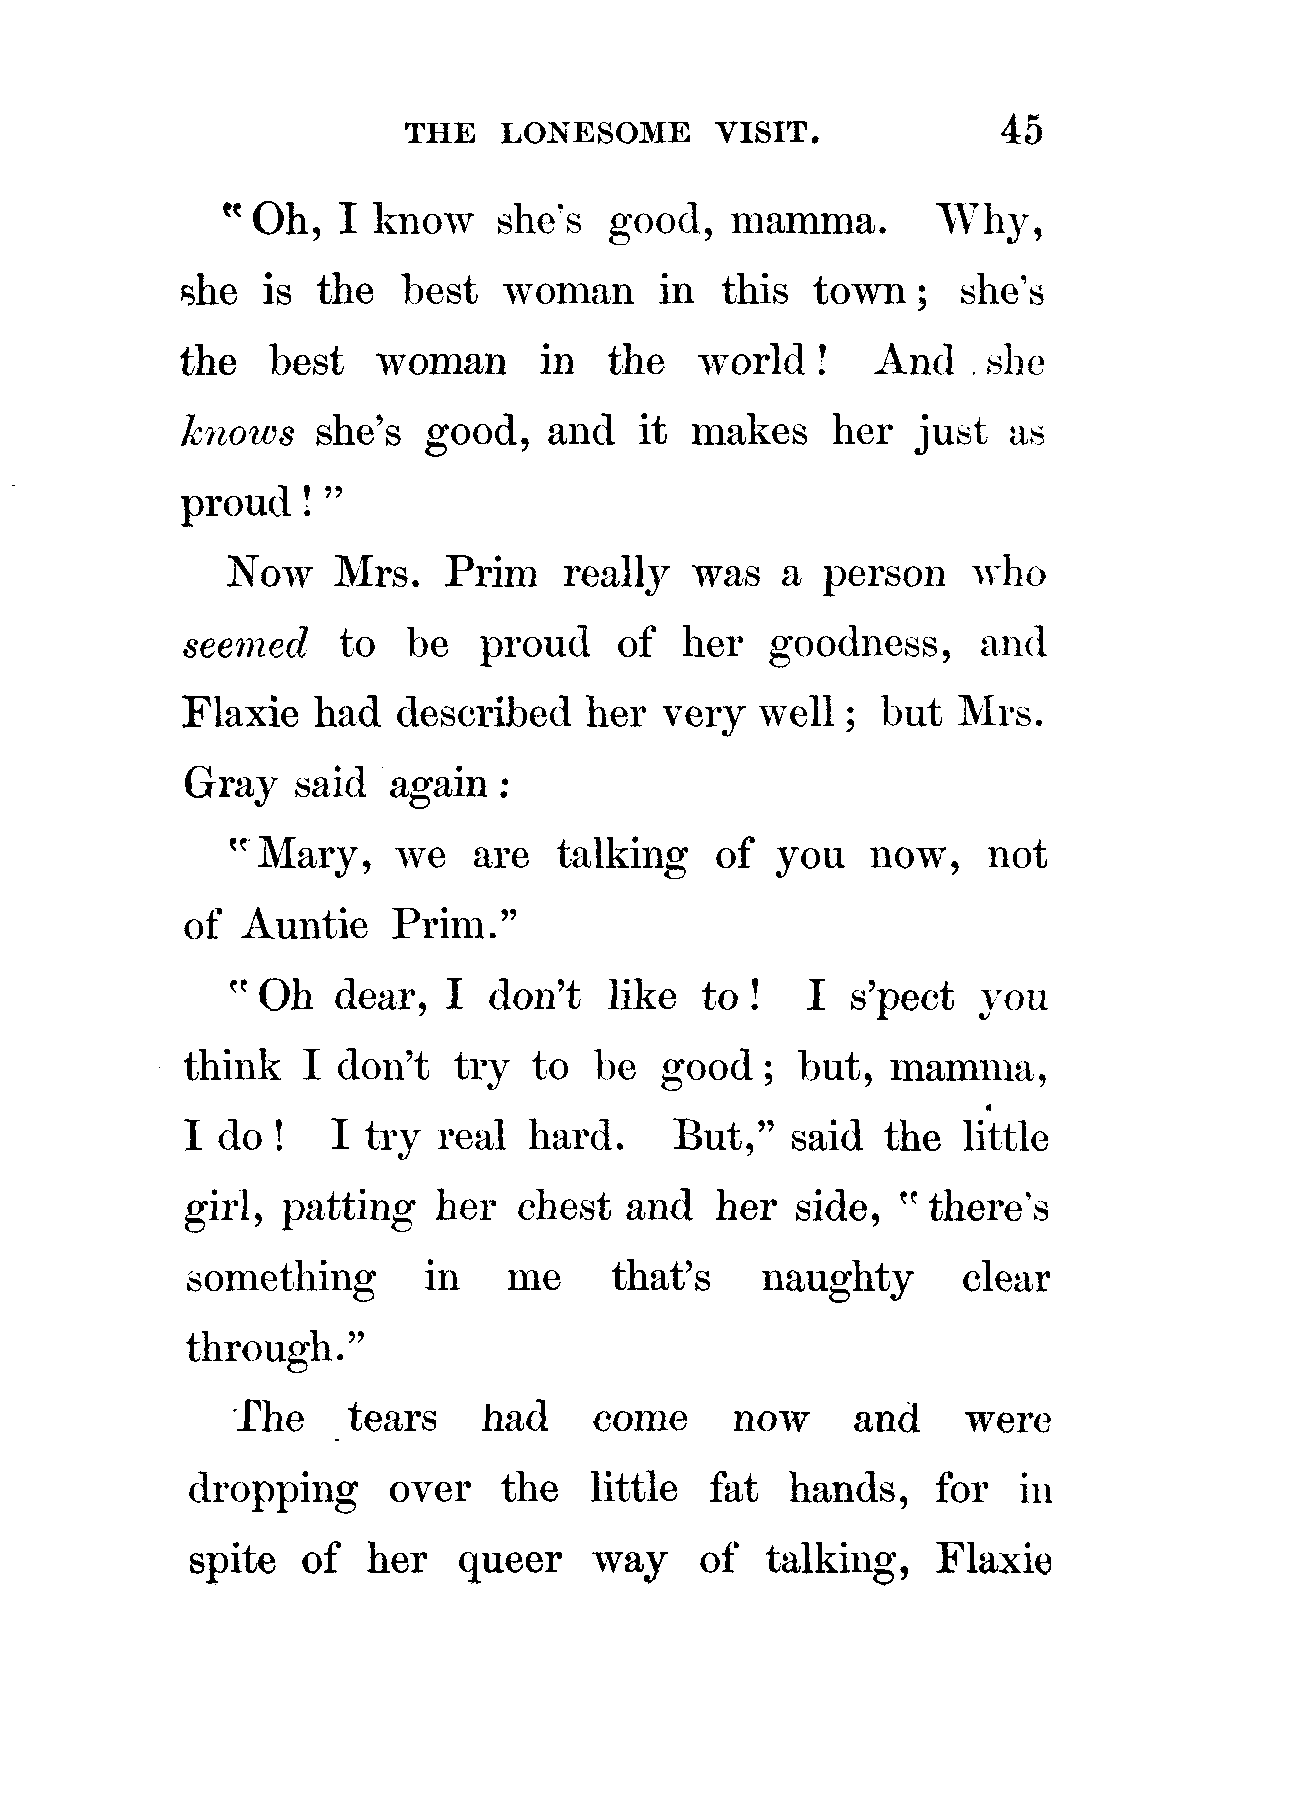 THE LONESOME VISIT. 45
"Oh, I know she's good, mamma. Why,
she is the best woman in this town; she's
the best woman in the world! And she
knows she's good, and it makes her just as
proud!"
Now Mrs. Prim really was a person who
seemed to be proud of her goodness, and
Flaxie had described her very well; but Mrs.
Gray said again:
"Mary, we are talking of you now, not
of Auntie Prim."
"Oh dear, I don't like to! I s'pect you
think I don't try to be good; but, mamma,
I do! I try real hard. But," said the little
girl, patting her chest and her side, "there's
something in me that's naughty clear
through."
The tears had come now and were
dropping over the little fat hands, for in
spite of her queer way of talking, Flaxie